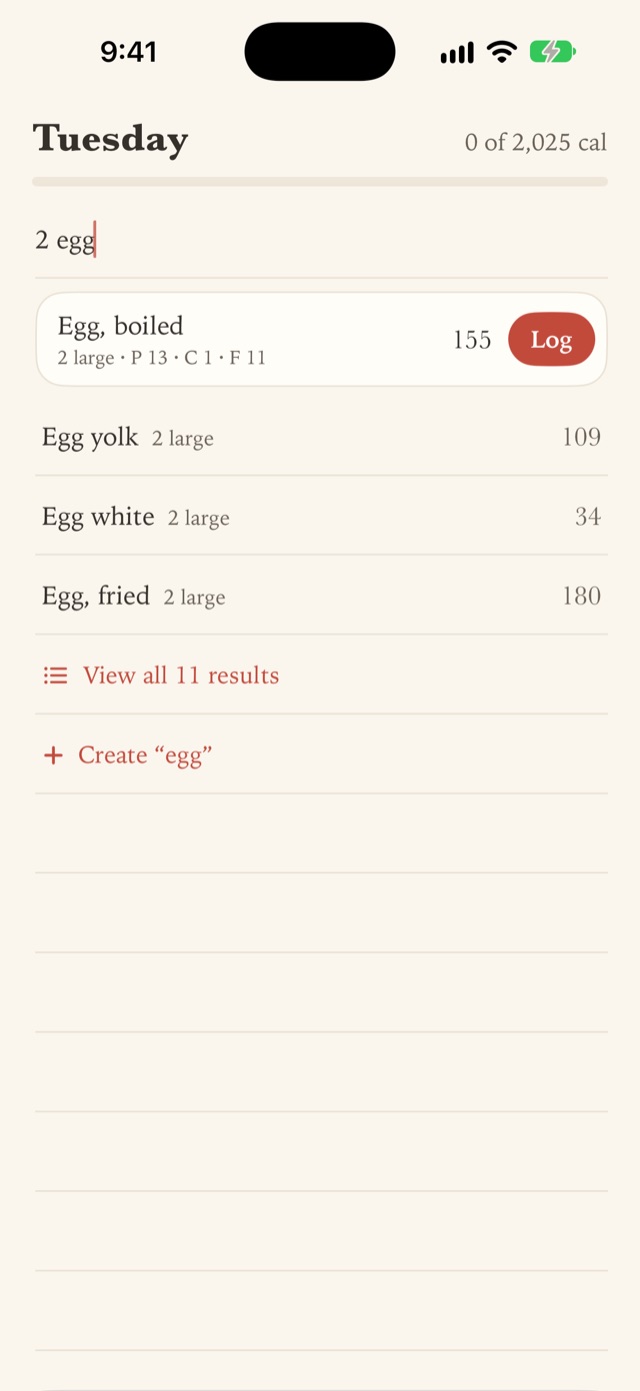 9:41
Tuesday 0 of 2,025 cal
2 egg
Egg, boiled
2 large · P 13 · C 1 · F 11
155 Log
Egg yolk 2 large 109
Egg white 2 large 34
Egg, fried 2 large 180
View all 11 results
+ Create “egg”